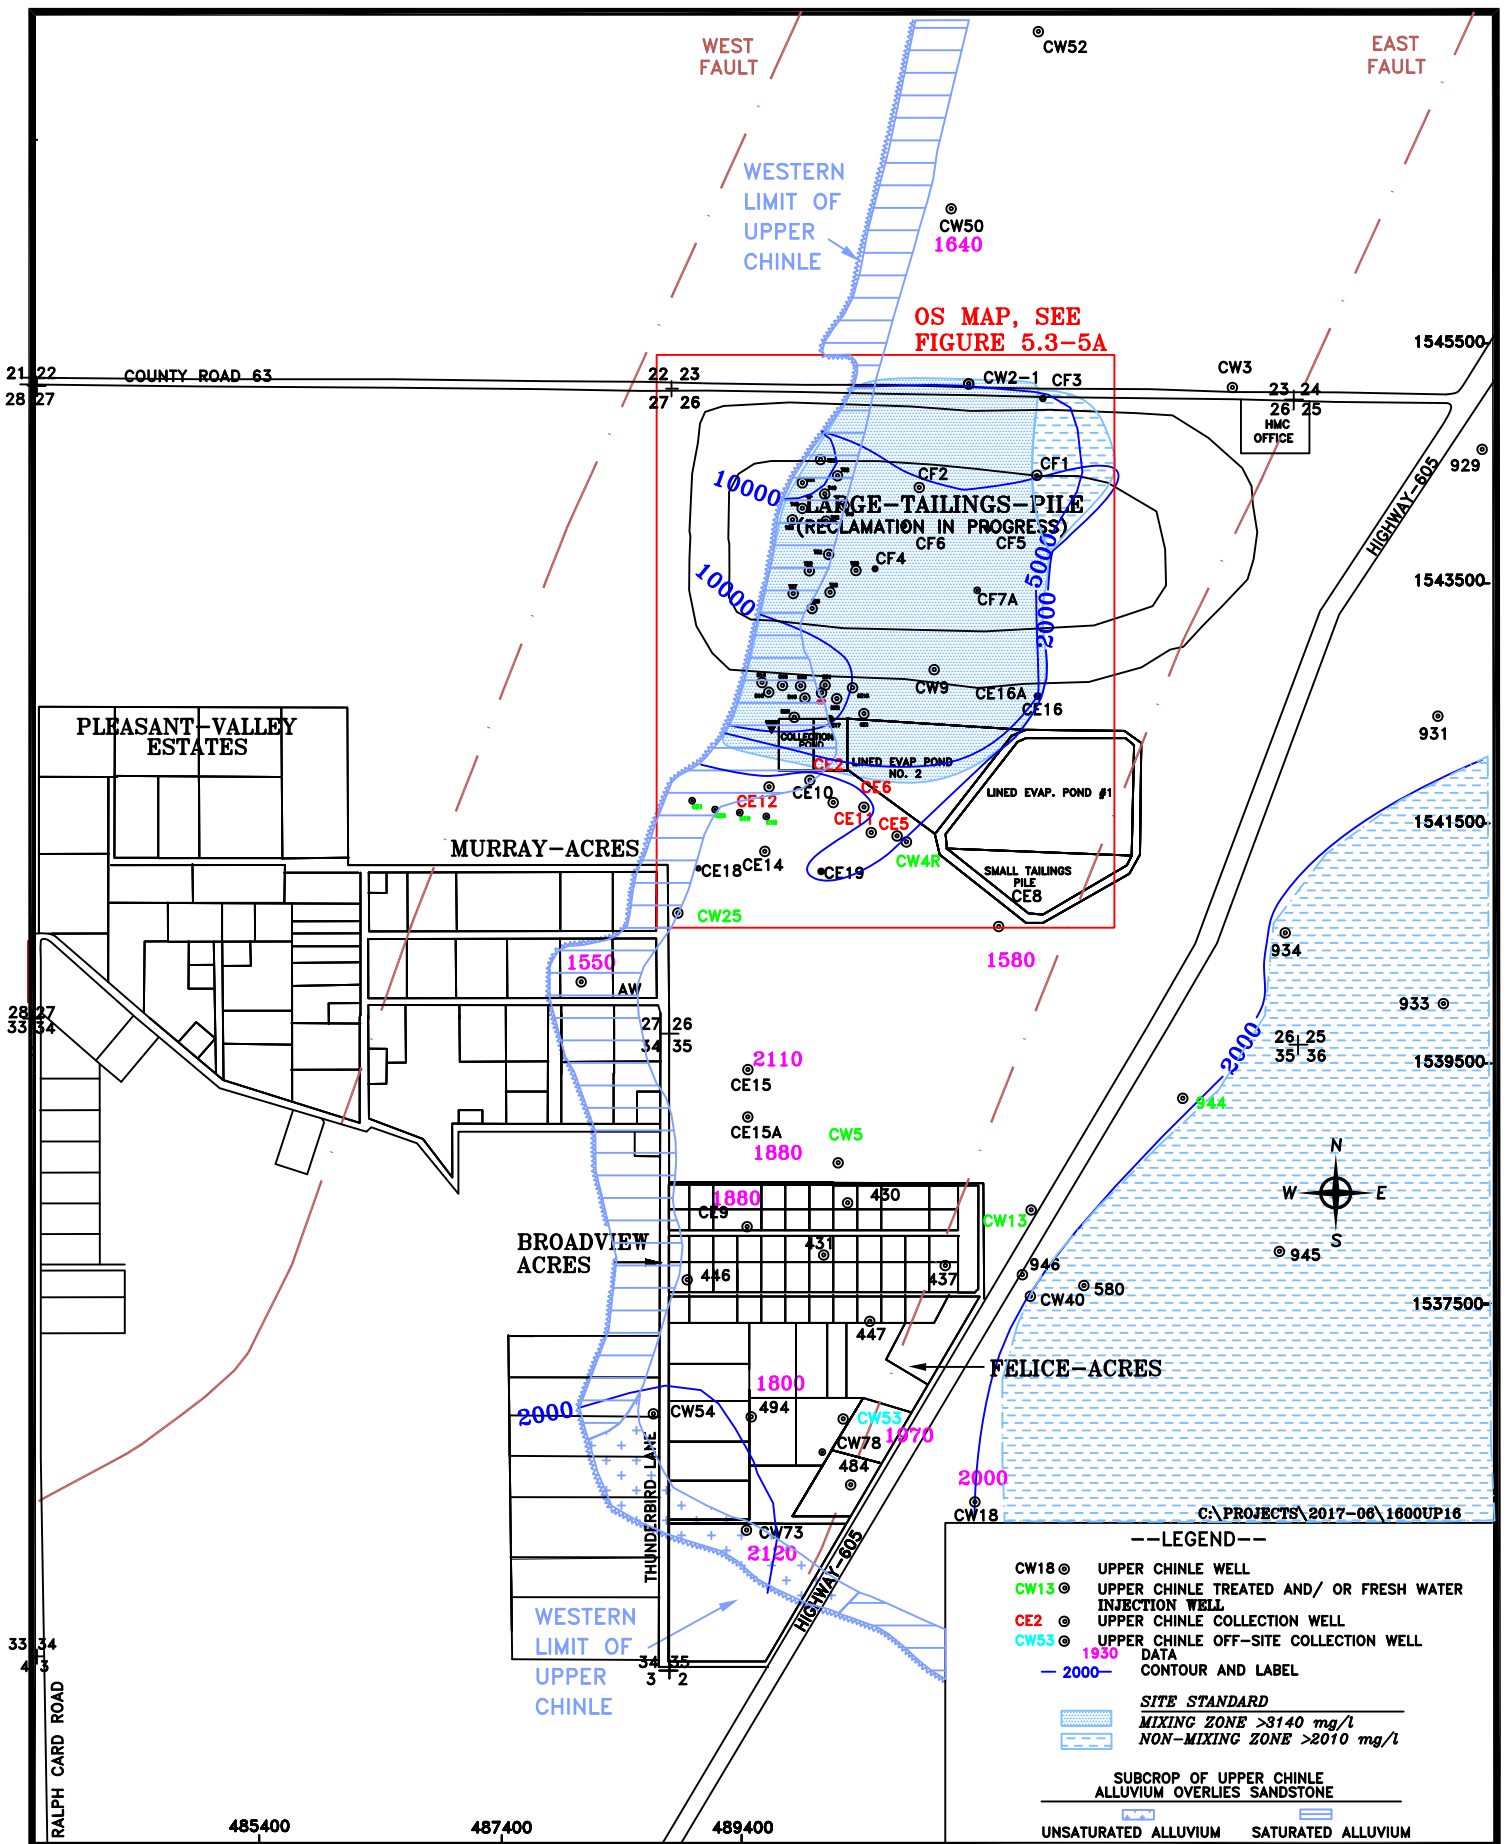 WEST
FAULT
CW52
EAST
FAULT
WESTERN
LIMIT OF
UPPER
CHINLE
CW50
1640
OS MAP, SEE
FIGURE 5.3-5A
1545500
21 22
28 27
COUNTY ROAD 63
22 23
27 26
CW2-1
CF3
CW3
23 24
26 25
HMC
OFFICE
929
HIGHWAY-605
10000
CF2
CF1
LARGE-TAILINGS-PILE
(RECLAMATION IN PROGRESS)
CF6
CF5
CF4
5000
1543500
10000
CF7A
2000
CW9
CE16A
CE16
931
PLEASANT-VALLEY
ESTATES
COLLECTION
POND
CE2
LINED EVAP POND
NO. 2
CE10
CE6
LINED EVAP. POND #1
CE12
CE11
CE5
1541500
MURRAY-ACRES
CE14
CW4R
CE18
CE19
SMALL TAILINGS
PILE
CE8
CW25
934
1550
1580
AW
933
28 27
33 34
27 26
34 35
2000
26 25
35 36
2110
1539500
CE15
944
CE15A
CW5
1880
N
W E
S
1880
430
CE9
CW13
BROADVIEW
ACRES
431
945
446
437
946
580
CW40
1537500
447
FELICE-ACRES
1800
2000
CW54
494
CW53
1970
CW78
484
2000
THUNDERBIRD LANE
CW18
C:\PROJECTS\2017-06\1600UP16
CW73
2120
HIGHWAY-605
WESTERN
LIMIT OF
UPPER
CHINLE
33 34
4 3
34 35
3 2
RALPH CARD ROAD
485400
487400
489400
--LEGEND--
CW18 UPPER CHINLE WELL
CW13 UPPER CHINLE TREATED AND/ OR FRESH WATER
INJECTION WELL
CE2 UPPER CHINLE COLLECTION WELL
CW53 UPPER CHINLE OFF-SITE COLLECTION WELL
1930 DATA
2000 CONTOUR AND LABEL
SITE STANDARD
MIXING ZONE >3140 mg/l
NON-MIXING ZONE >2010 mg/l
SUBCROP OF UPPER CHINLE
ALLUVIUM OVERLIES SANDSTONE
UNSATURATED ALLUVIUM
SATURATED ALLUVIUM